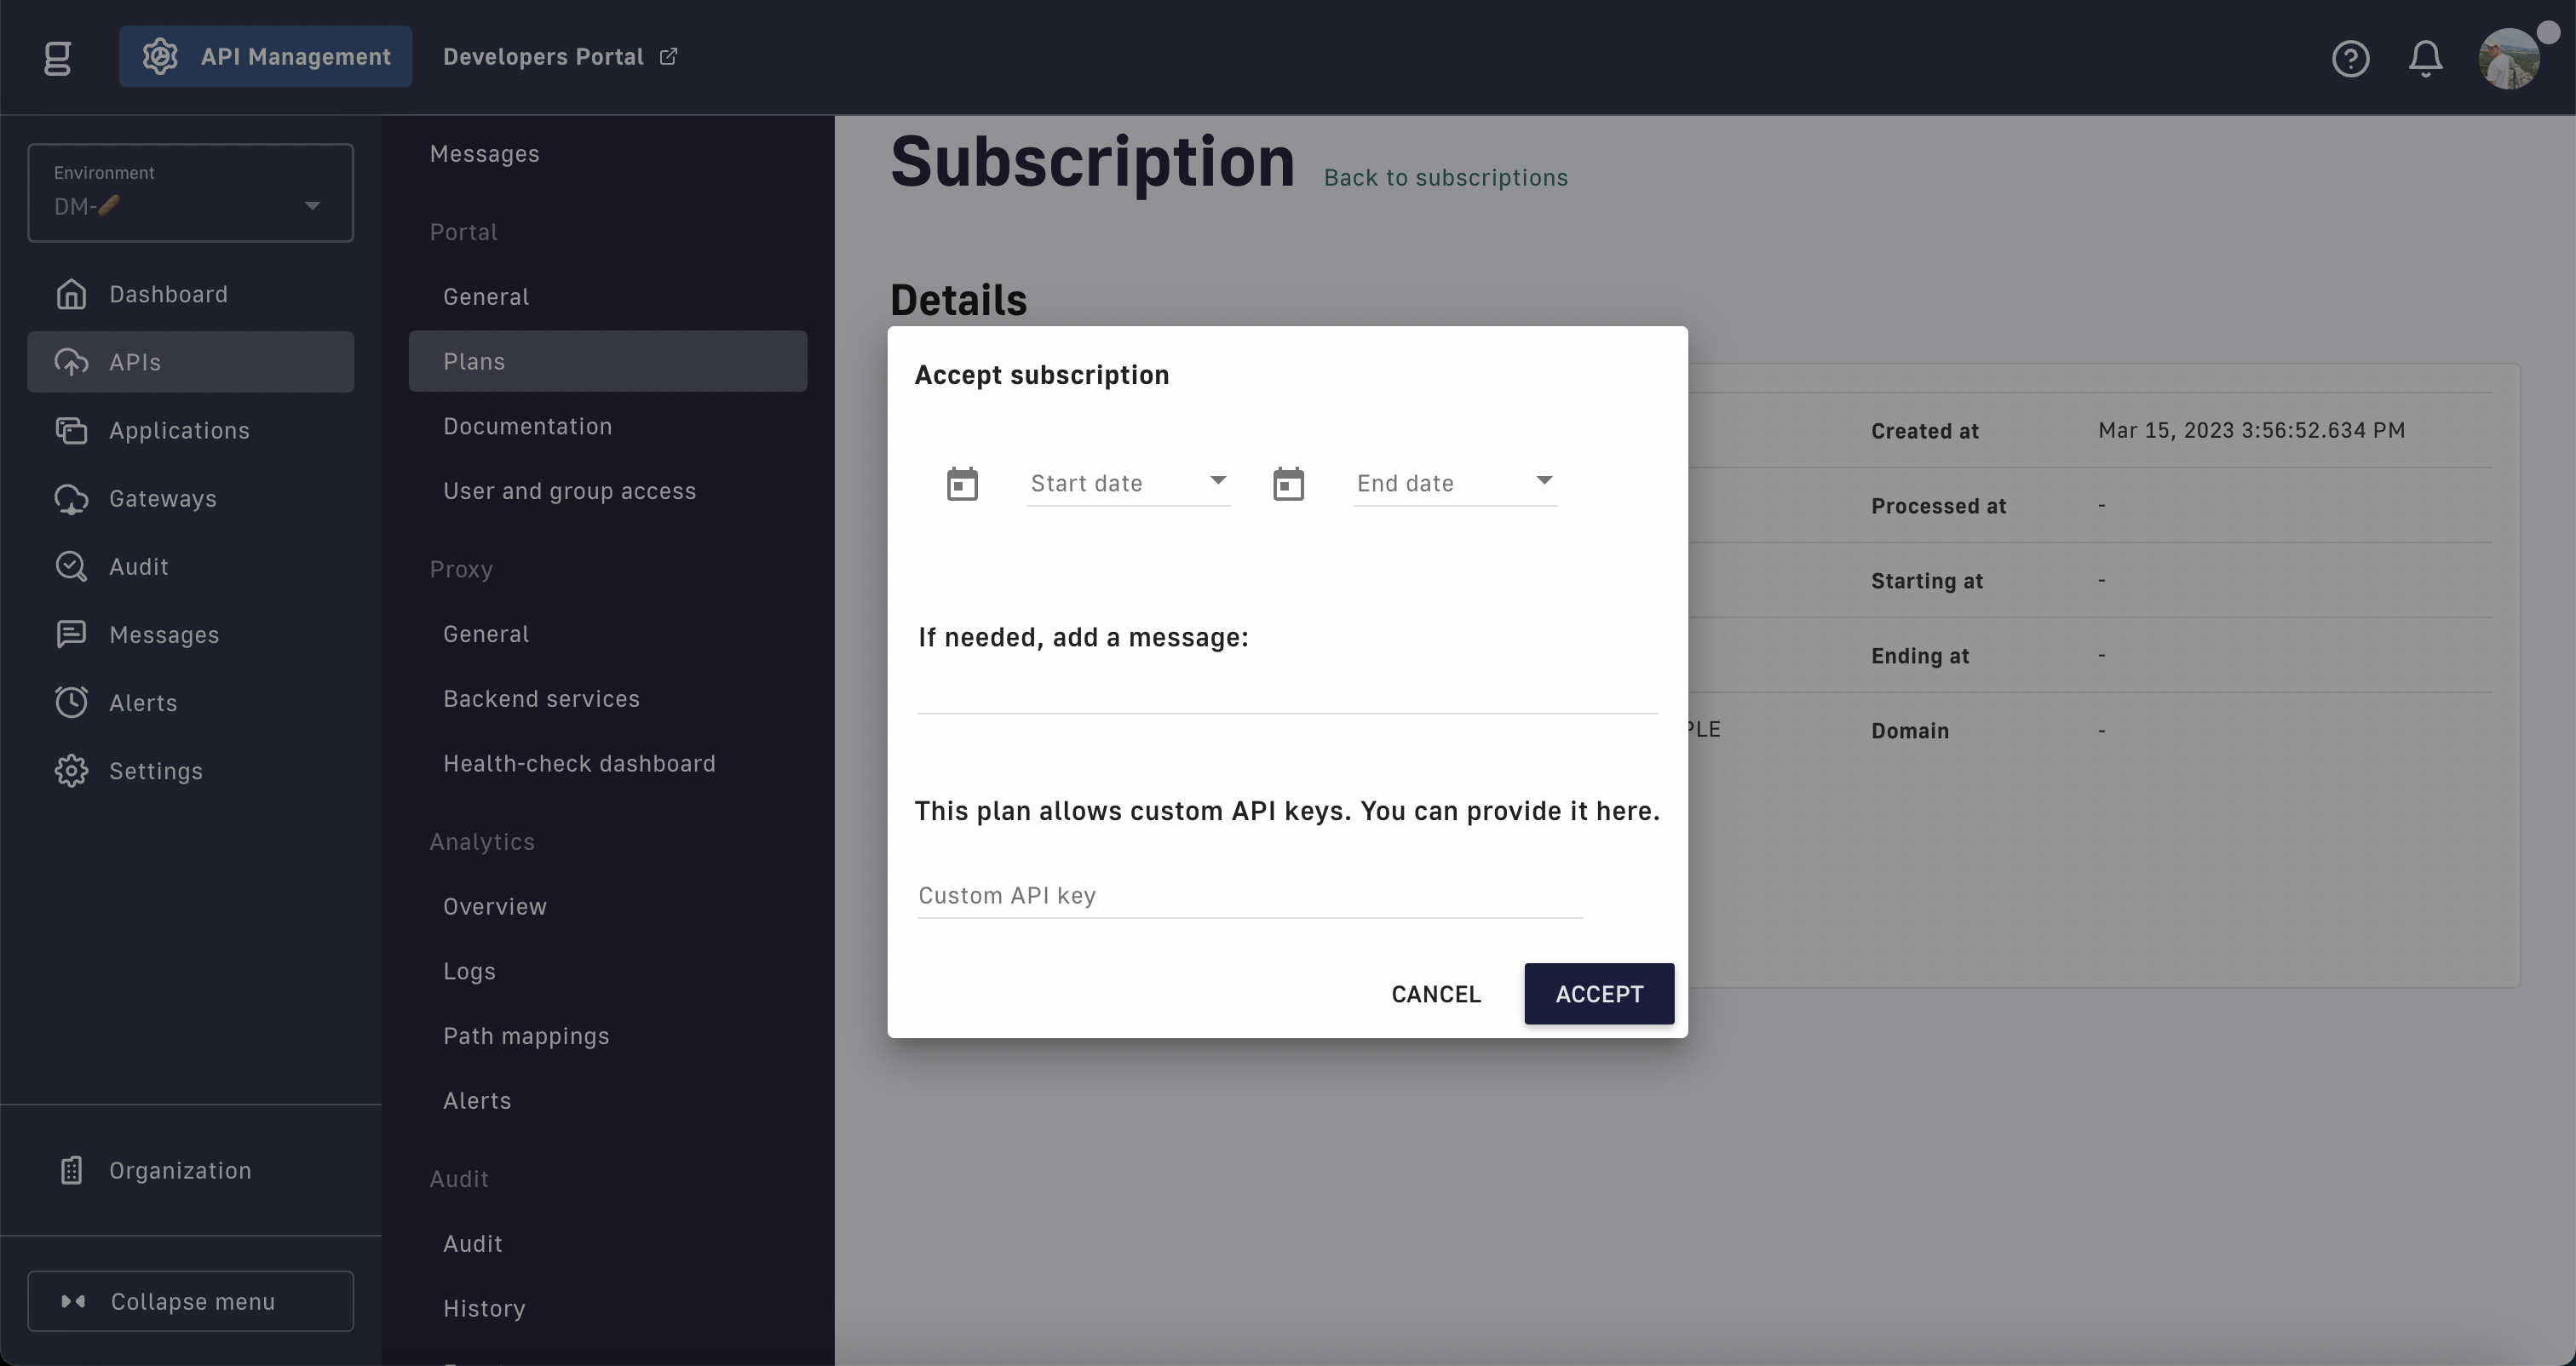 API Management
Developers Portal
Environment
DM-🥖
Dashboard
APIs
Applications
Gateways
Audit
Messages
Alerts
Settings
Organization
Collapse menu
Messages
Portal
General
Plans
Documentation
User and group access
Proxy
General
Backend services
Health-check dashboard
Analytics
Overview
Logs
Path mappings
Alerts
Audit
Audit
History
Subscription Back to subscriptions
Details
Created at Mar 15, 2023 3:56:52.634 PM
Processed at -
Starting at -
Ending at -
PLE Domain -
Accept subscription
Start date End date
If needed, add a message:
This plan allows custom API keys. You can provide it here.
Custom API key
CANCEL ACCEPT